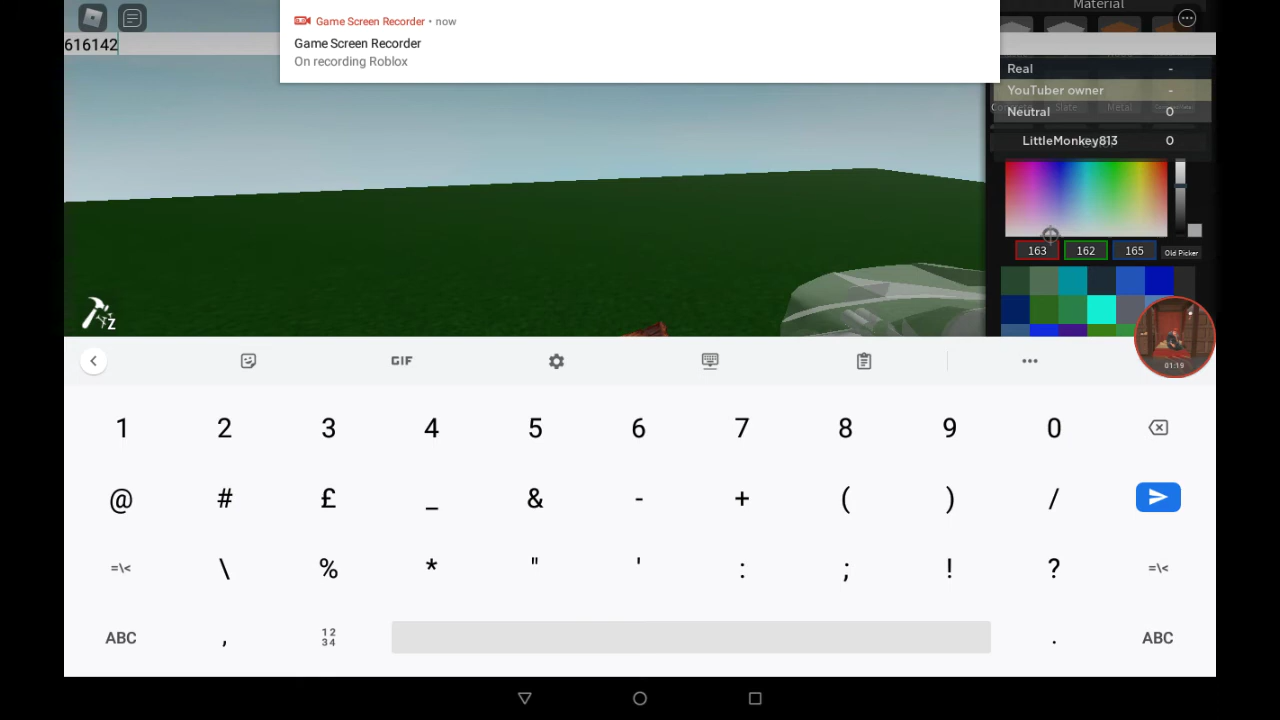 Game Screen Recorder • now
Game Screen Recorder
On recording Roblox
616142
Material
Real -
YouTuber owner -
Slate Metal
Neutral 0
LittleMonkey813 0
163 162 165 Old Picker
z
01:19
GIF
1 2 3 4 5 6 7 8 9 0
@ # £ _ & - + ( ) /
=\< \ % * " ' : ; ! ? =\<
ABC , 12 34 . ABC